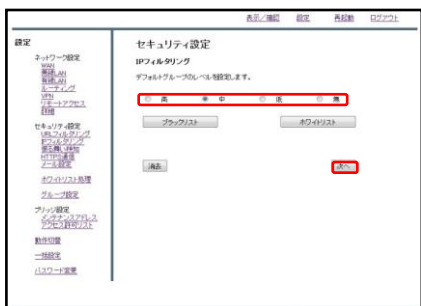 表示／確認 設定 再起動 ログアウト
設定
ネットワーク設定
WAN
無線LAN
有線LAN
ルーティング
VPN
リモートアクセス
詳細
セキュリティ設定
URLフィルタリング
IPフィルタリング
HTTPS通信
メール設定
ホワイトリスト処理
グループ設定
ブリッジ設定
メンテナンスアドレス
アクセス許可リスト
動作切替
一括設定
パスワード変更
セキュリティ設定
IPフィルタリング
デフォルトグループのレベルを設定します。
高 中 低 無
ブラックリスト ホワイトリスト
消去 次へ